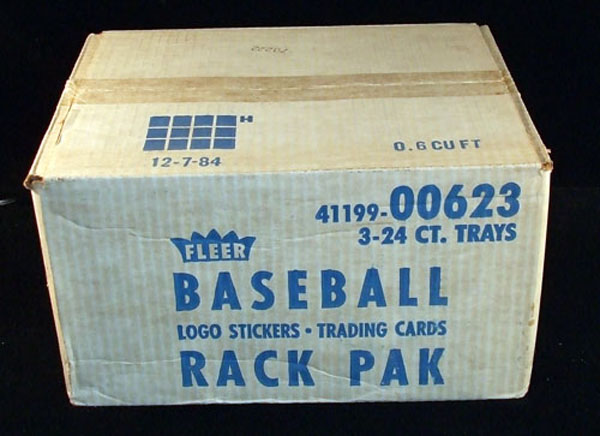 H
12-7-84
0.6 CU FT
41199-00623
3-24 CT. TRAYS
FLEER
BASEBALL
LOGO STICKERS • TRADING CARDS
RACK PAK